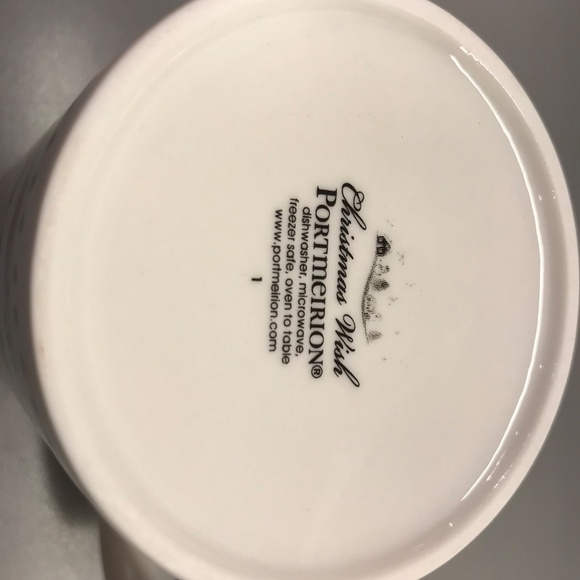 Christmas Wish
PORTMEIRION®
dishwasher, microwave,
freezer safe, oven to table
www.portmeirion.com
1